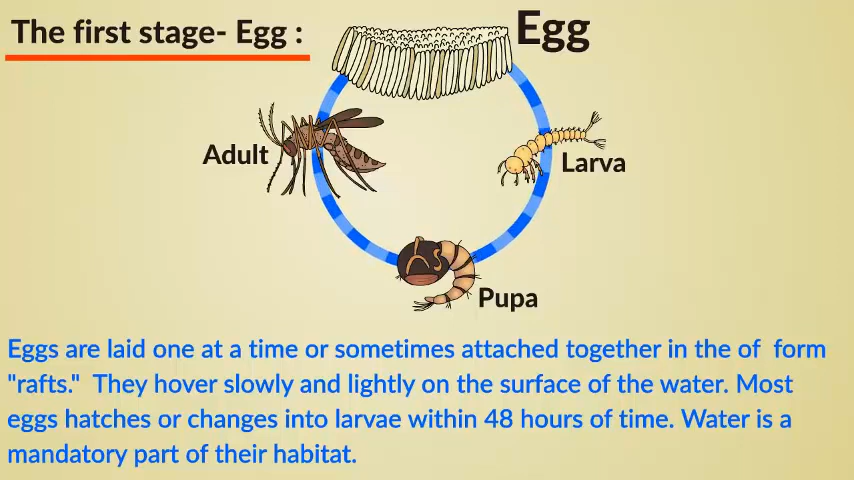 The first stage- Egg :
Egg
Adult
Larva
Pupa
Eggs are laid one at a time or sometimes attached together in the of form
"rafts." They hover slowly and lightly on the surface of the water. Most
eggs hatches or changes into larvae within 48 hours of time. Water is a
mandatory part of their habitat.